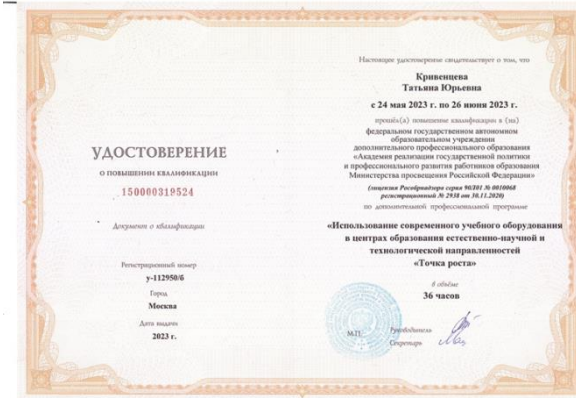 УДОСТОВЕРЕНИЕ
О ПОВЫШЕНИИ КВАЛИФИКАЦИИ
150000319524
Документ о квалификации
Регистрационный номер
у-112950/б
Город
Москва
Дата выдачи
2023 г.
Настоящее удостоверение свидетельствует о том, что
Кривенцева
Татьяна Юрьевна
с 24 мая 2023 г. по 26 июня 2023 г.
прошёл(а) повышение квалификации в (на)
федеральном государственном автономном
образовательном учреждении
дополнительного профессионального образования
«Академия реализации государственной политики
и профессионального развития работников образования
Министерства просвещения Российской Федерации»
(лицензия Рособрнадзора серия 90Л01 № 0010068
регистрационный № 2938 от 30.11.2020)
по дополнительной профессиональной программе
«Использование современного учебного оборудования
в центрах образования естественно-научной и
технологической направленностей
«Точка роста»
в объёме
36 часов
М.П.
Руководитель
Секретарь